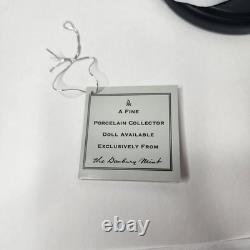 A FINE
PORCELAIN COLLECTOR
DOLL AVAILABLE
EXCLUSIVELY FROM
The Danbury Mint